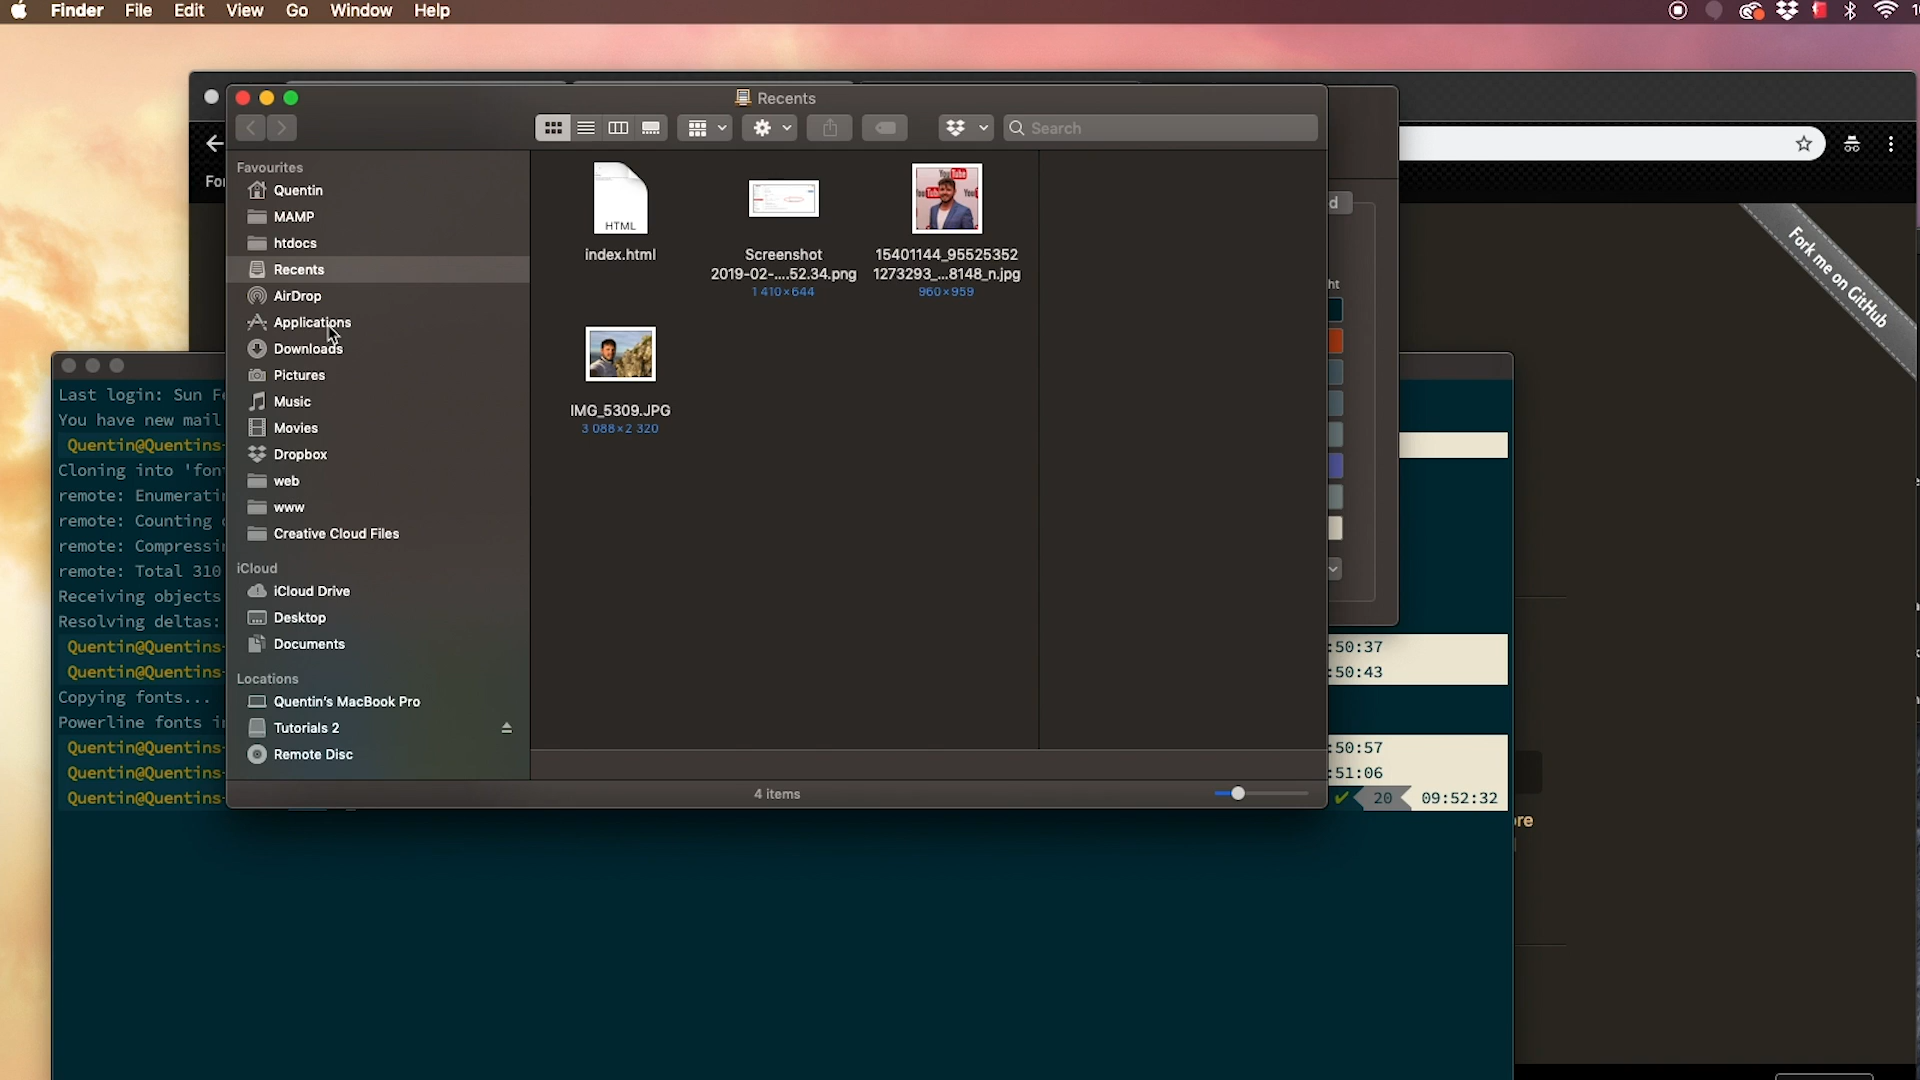 Finder File Edit View Go Window Help
Recents
Search
Favourites
Quentin
MAMP
htdocs
Recents
AirDrop
Applications
Downloads
Pictures
Music
Movies
Dropbox
web
www
Creative Cloud Files
iCloud
iCloud Drive
Desktop
Documents
Locations
Quentin's MacBook Pro
Tutorials 2
Remote Disc
HTML
index.html
Screenshot
2019-02-....52.34.png
1 410×644
YouTube
15401144_95525352
1273293_...8148_n.jpg
960×959
IMG_5309.JPG
3 088×2 320
4 items
Fork me on GitHub
Last login: Sun
You have new mail
Quentin@Quentins-
Cloning into 'fon
remote: Enumerati
remote: Counting
remote: Compressi
remote: Total 310
Receiving objects
Resolving deltas:
Quentin@Quentins- :50:37
Quentin@Quentins- :50:43
Copying fonts...
Powerline fonts i
Quentin@Quentins- :50:57
Quentin@Quentins- :51:06
Quentin@Quentins- ✔ 20 09:52:32